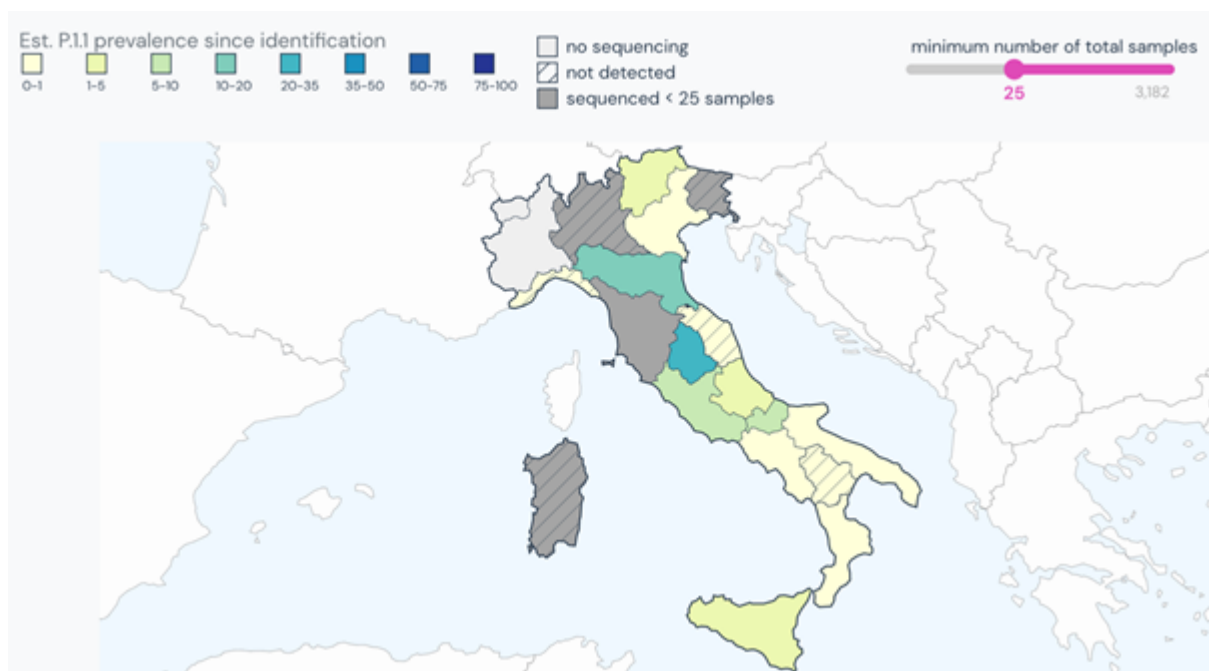 Est. P.1.1 prevalence since identification
0-1 1-5 5-10 10-20 20-35 35-50 50-75 75-100
no sequencing
not detected
sequenced < 25 samples
minimum number of total samples
25 3,182